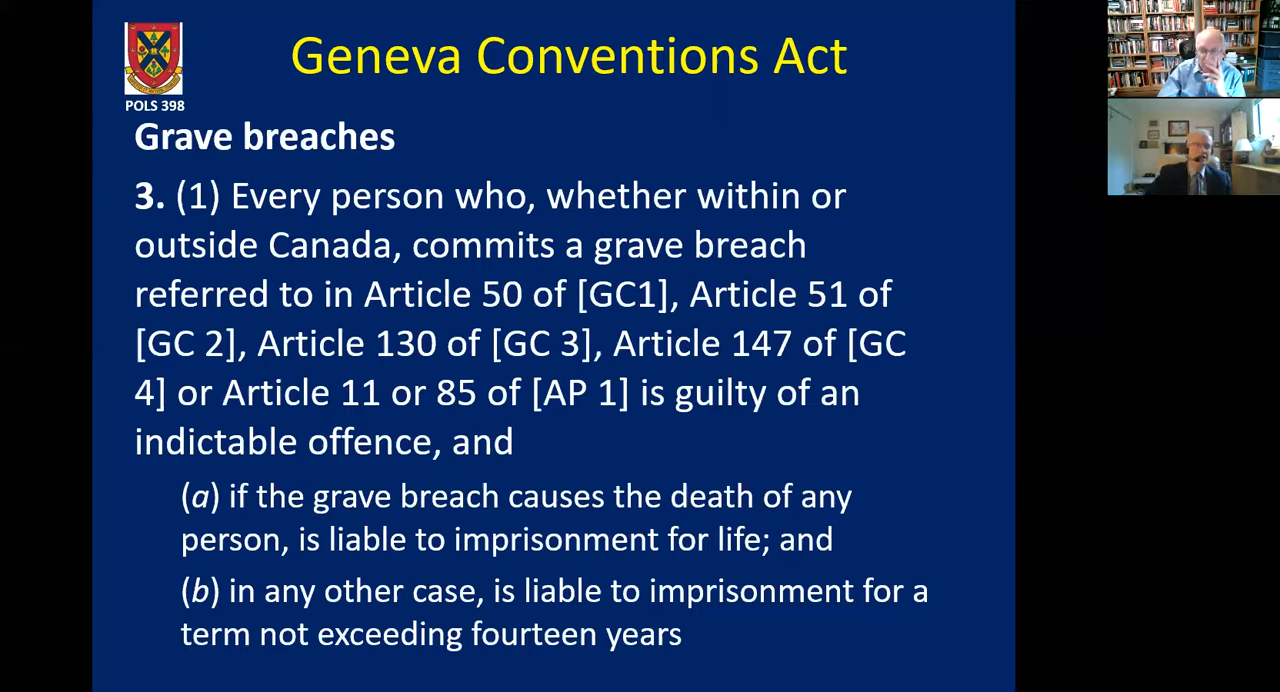 Geneva Conventions Act
POLS 398
Grave breaches
3. (1) Every person who, whether within or
outside Canada, commits a grave breach
referred to in Article 50 of [GC1], Article 51 of
[GC 2], Article 130 of [GC 3], Article 147 of [GC
4] or Article 11 or 85 of [AP 1] is guilty of an
indictable offence, and
(a) if the grave breach causes the death of any
person, is liable to imprisonment for life; and
(b) in any other case, is liable to imprisonment for a
term not exceeding fourteen years